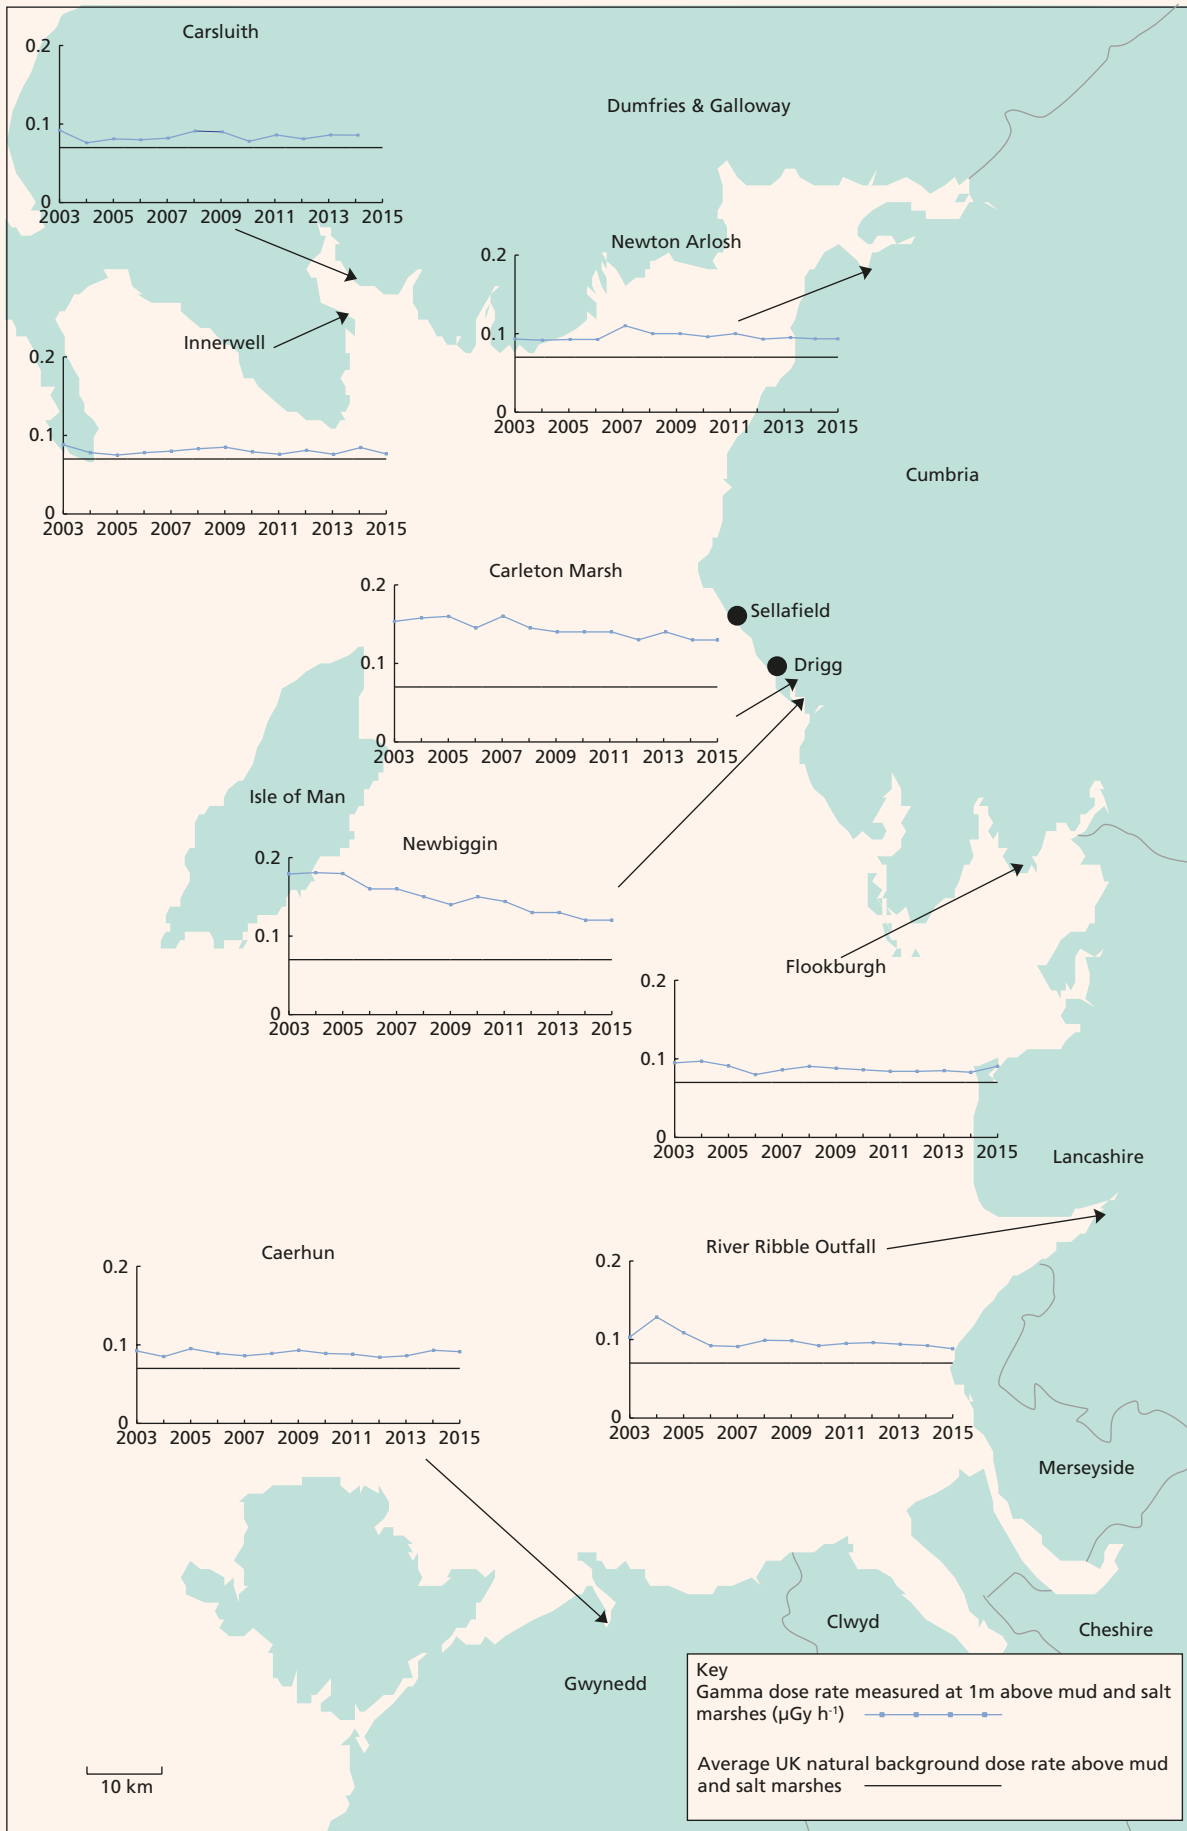 Carsluith
0.2
0.1
0
2003 2005 2007 2009 2011 2013 2015
Dumfries & Galloway
Newton Arlosh
0.2
0.1
0
2003 2005 2007 2009 2011 2013 2015
Innerwell
0.2
0.1
0
2003 2005 2007 2009 2011 2013 2015
Cumbria
Carleton Marsh
0.2
0.1
0
2003 2005 2007 2009 2011 2013 2015
Sellafield
Drigg
Isle of Man
Newbiggin
0.2
0.1
0
2003 2005 2007 2009 2011 2013 2015
Flookburgh
0.2
0.1
0
2003 2005 2007 2009 2011 2013 2015
Lancashire
River Ribble Outfall
0.2
0.1
0
2003 2005 2007 2009 2011 2013 2015
Caerhun
0.2
0.1
0
2003 2005 2007 2009 2011 2013 2015
Merseyside
Clwyd
Cheshire
Gwynedd
Key
Gamma dose rate measured at 1m above mud and salt
marshes (µGy h⁻¹)
Average UK natural background dose rate above mud
and salt marshes
10 km